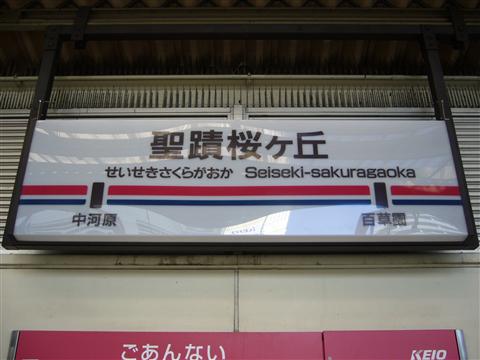 聖蹟桜ヶ丘
せいせきさくらがおか Seiseki-sakuragaoka
中河原 百草園
ごあんない KEIO